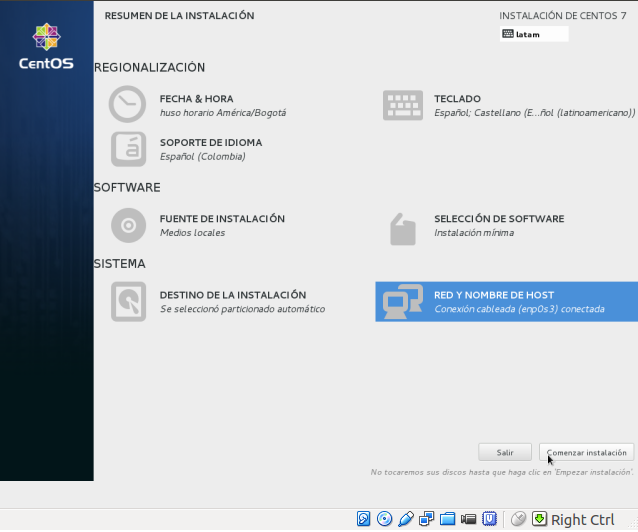 RESUMEN DE LA INSTALACIÓN
INSTALACIÓN DE CENTOS 7
latam
CentOS
REGIONALIZACIÓN
FECHA & HORA
huso horario América/Bogotá
TECLADO
Español; Castellano (E...ñol (latinoamericano))
SOPORTE DE IDIOMA
Español (Colombia)
SOFTWARE
FUENTE DE INSTALACIÓN
Medios locales
SELECCIÓN DE SOFTWARE
Instalación mínima
SISTEMA
DESTINO DE LA INSTALACIÓN
Se seleccionó particionado automático
RED Y NOMBRE DE HOST
Conexión cableada (enp0s3) conectada
Salir
Comenzar instalación
No tocaremos sus discos hasta que haga clic en 'Empezar instalación'.
Right Ctrl